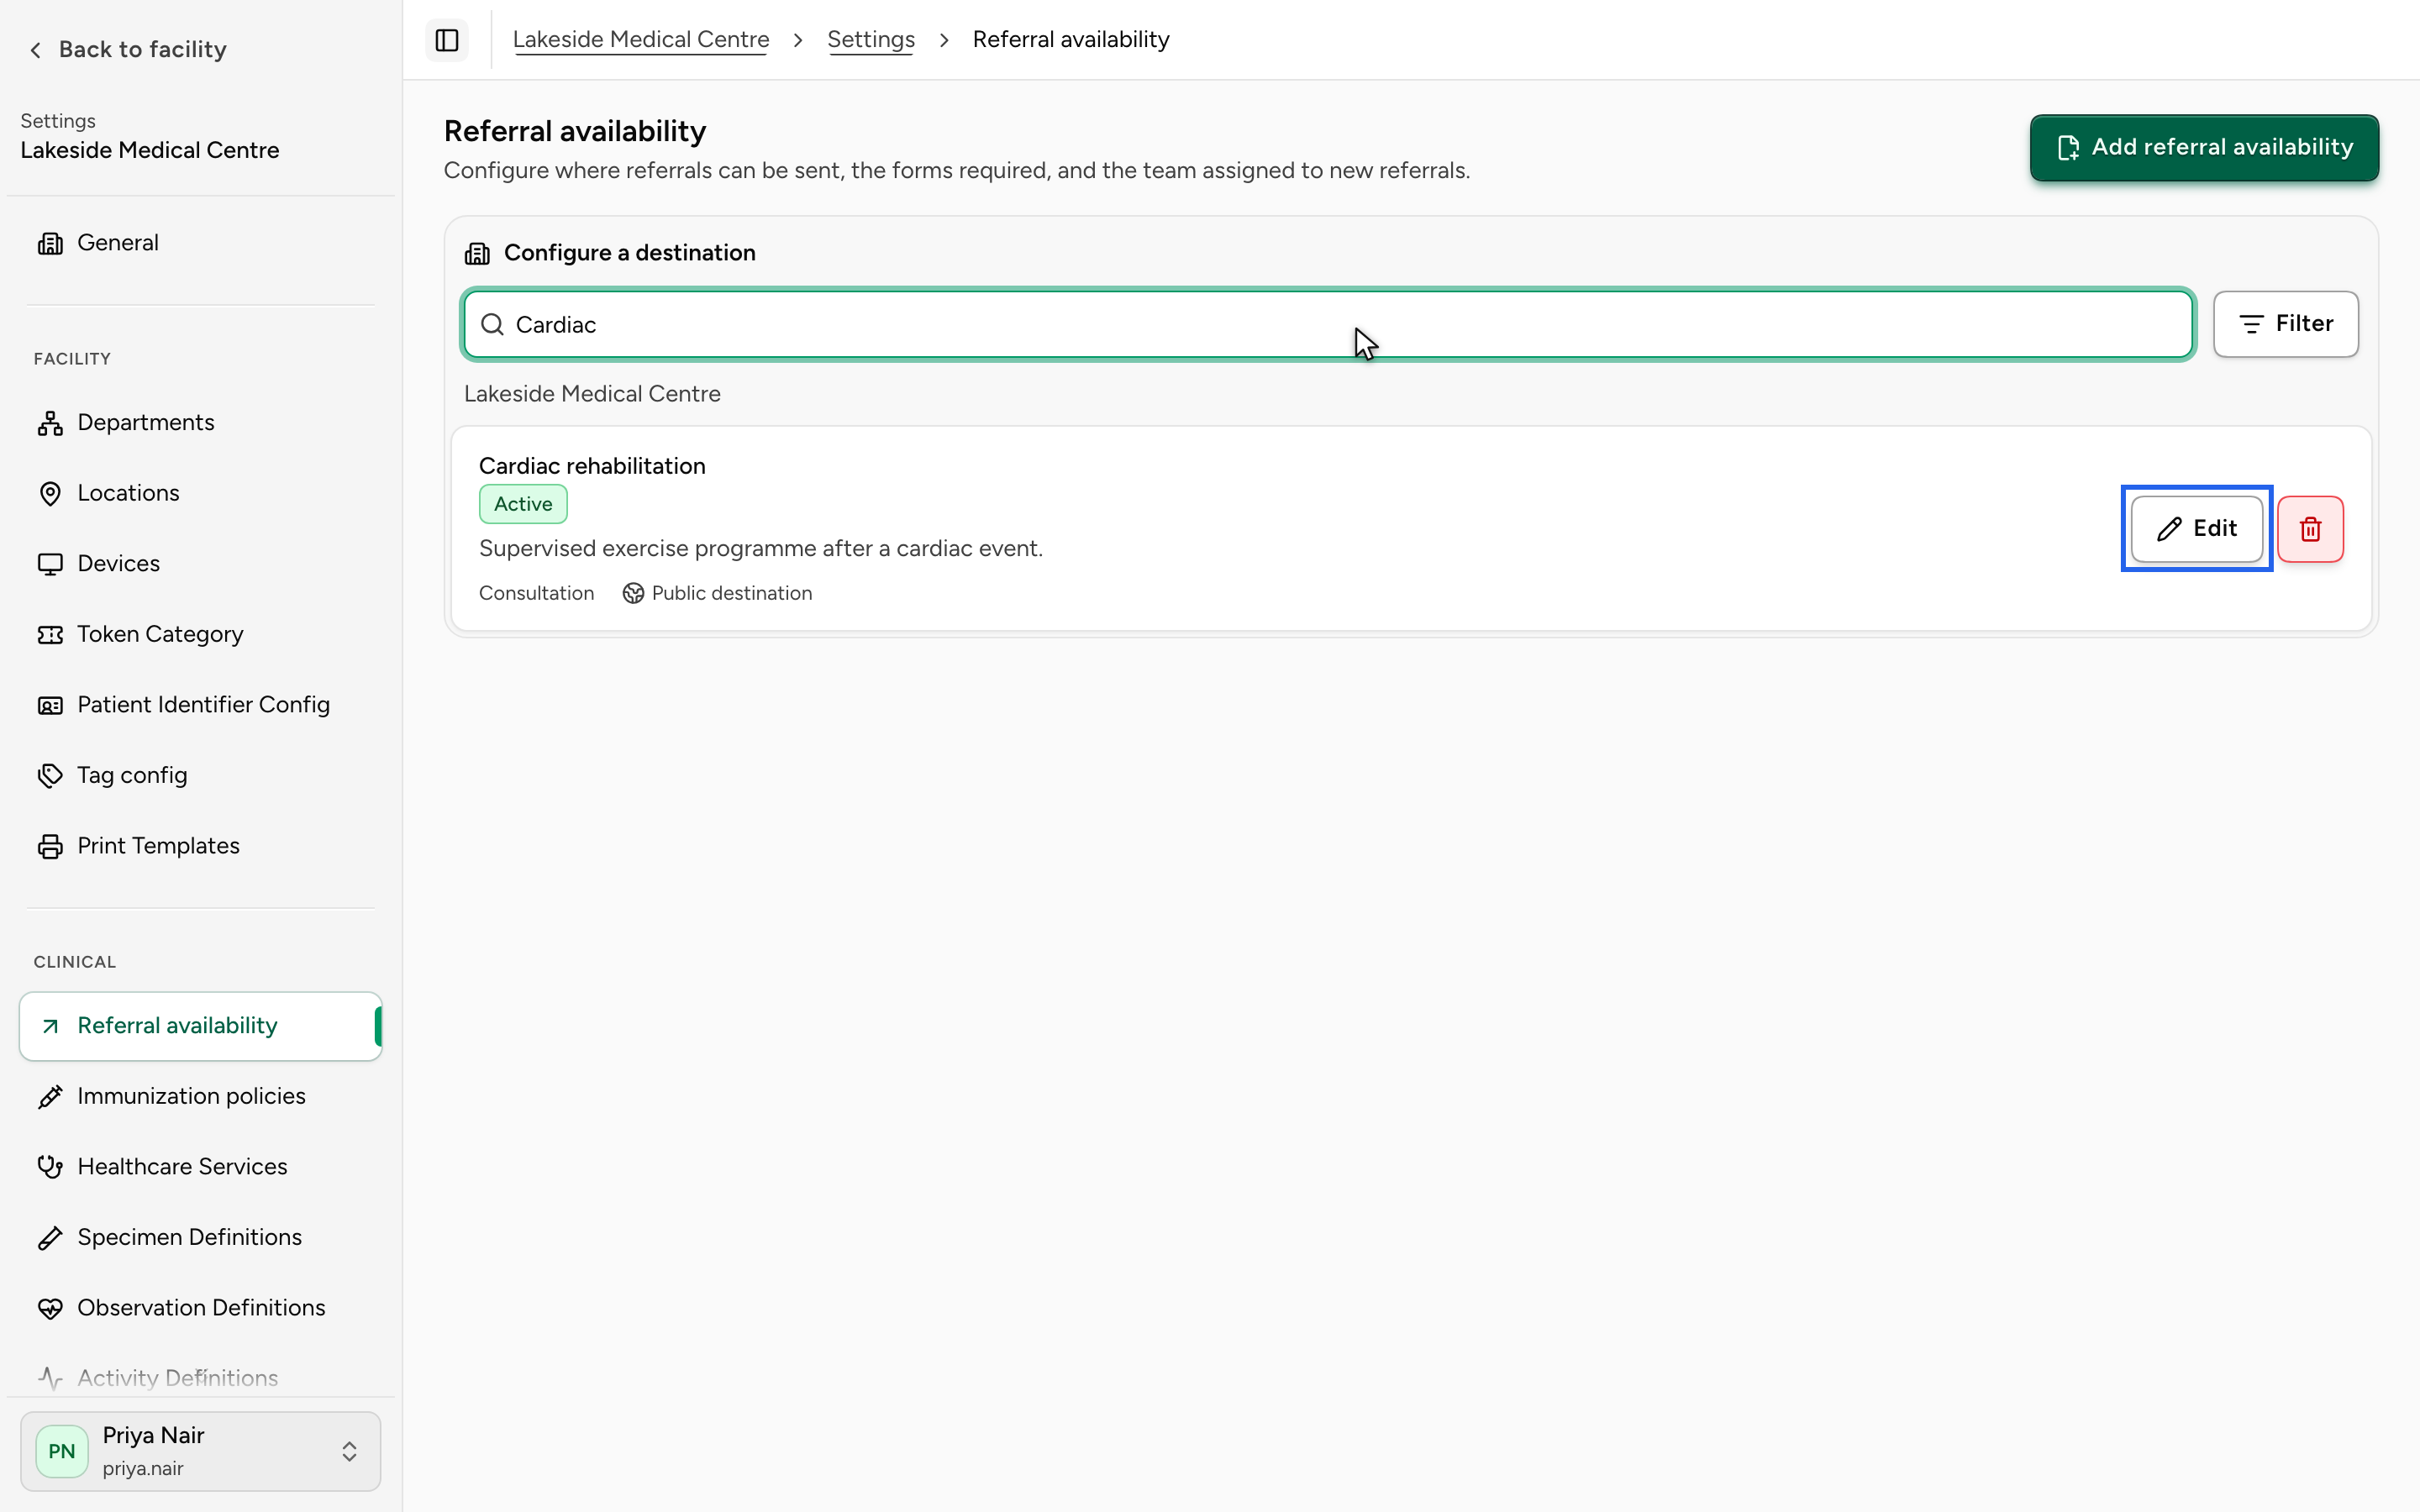 Back to facility
Settings
Lakeside Medical Centre
General
FACILITY
Departments
Locations
Devices
Token Category
Patient Identifier Config
Tag config
Print Templates
CLINICAL
Referral availability
Immunization policies
Healthcare Services
Specimen Definitions
Observation Definitions
Activity Definitions
PN
Priya Nair
priya.nair
Lakeside Medical Centre > Settings > Referral availability
Referral availability
Configure where referrals can be sent, the forms required, and the team assigned to new referrals.
Add referral availability
Configure a destination
Cardiac
Filter
Lakeside Medical Centre
Cardiac rehabilitation
Active
Supervised exercise programme after a cardiac event.
Consultation Public destination
Edit